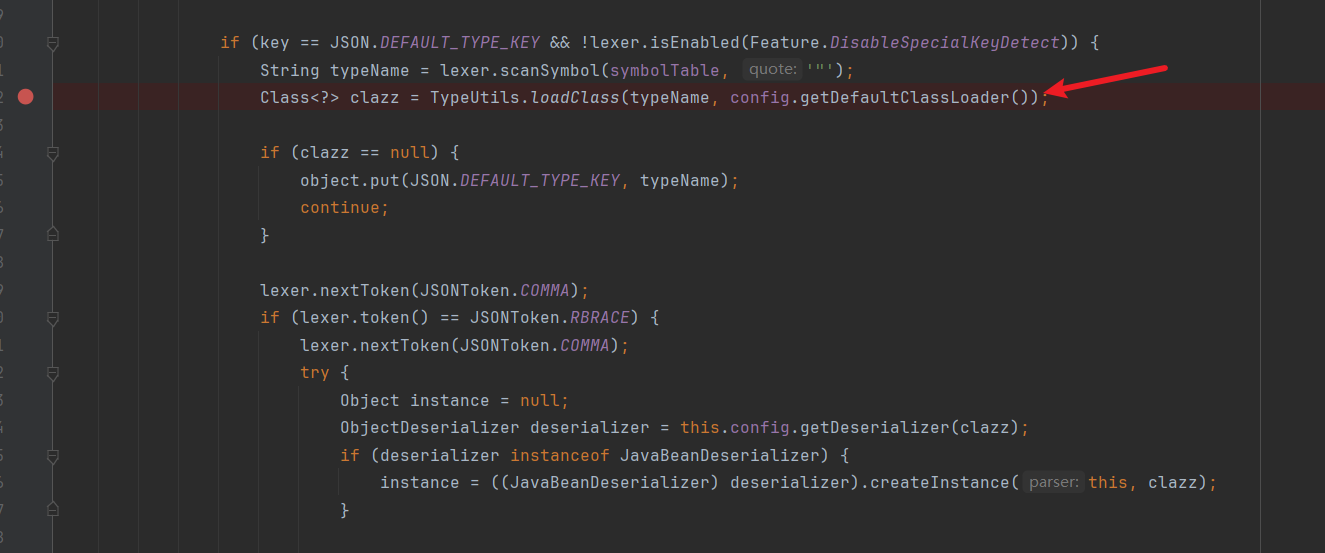 if (key == JSON.DEFAULT_TYPE_KEY && !lexer.isEnabled(Feature.DisableSpecialKeyDetect)) {
String typeName = lexer.scanSymbol(symbolTable, quote: '"');
Class<?> clazz = TypeUtils.loadClass(typeName, config.getDefaultClassLoader());
if (clazz == null) {
object.put(JSON.DEFAULT_TYPE_KEY, typeName);
continue;
}
lexer.nextToken(JSONToken.COMMA);
if (lexer.token() == JSONToken.RBRACE) {
lexer.nextToken(JSONToken.COMMA);
try {
Object instance = null;
ObjectDeserializer deserializer = this.config.getDeserializer(clazz);
if (deserializer instanceof JavaBeanDeserializer) {
instance = ((JavaBeanDeserializer) deserializer).createInstance( parser: this, clazz);
}